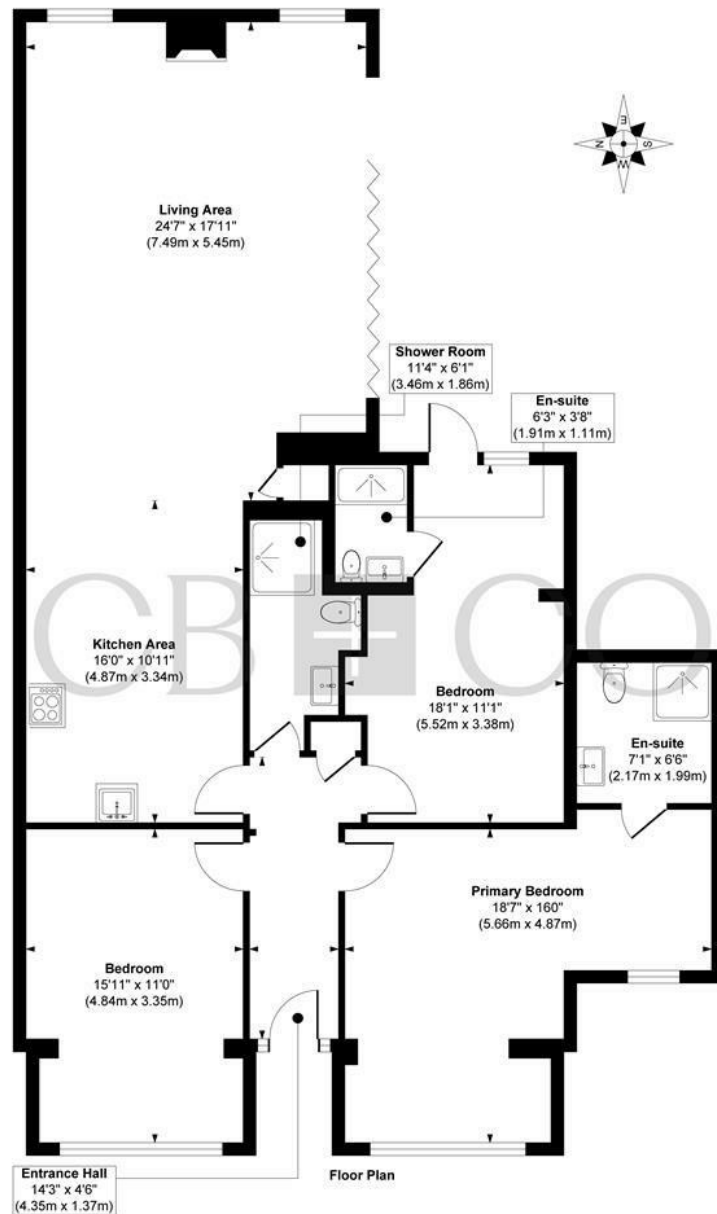 Living Area
24'7" x 17'11"
(7.49m x 5.45m)
N
E
S
W
Shower Room
11'4" x 6'1"
(3.46m x 1.86m)
En-suite
6'3" x 3'8"
(1.91m x 1.11m)
CB CO
Kitchen Area
16'0" x 10'11"
(4.87m x 3.34m)
Bedroom
18'1" x 11'1"
(5.52m x 3.38m)
En-suite
7'1" x 6'6"
(2.17m x 1.99m)
Primary Bedroom
18'7" x 160"
(5.66m x 4.87m)
Bedroom
15'11" x 11'0"
(4.84m x 3.35m)
Entrance Hall
14'3" x 4'6"
(4.35m x 1.37m)
Floor Plan